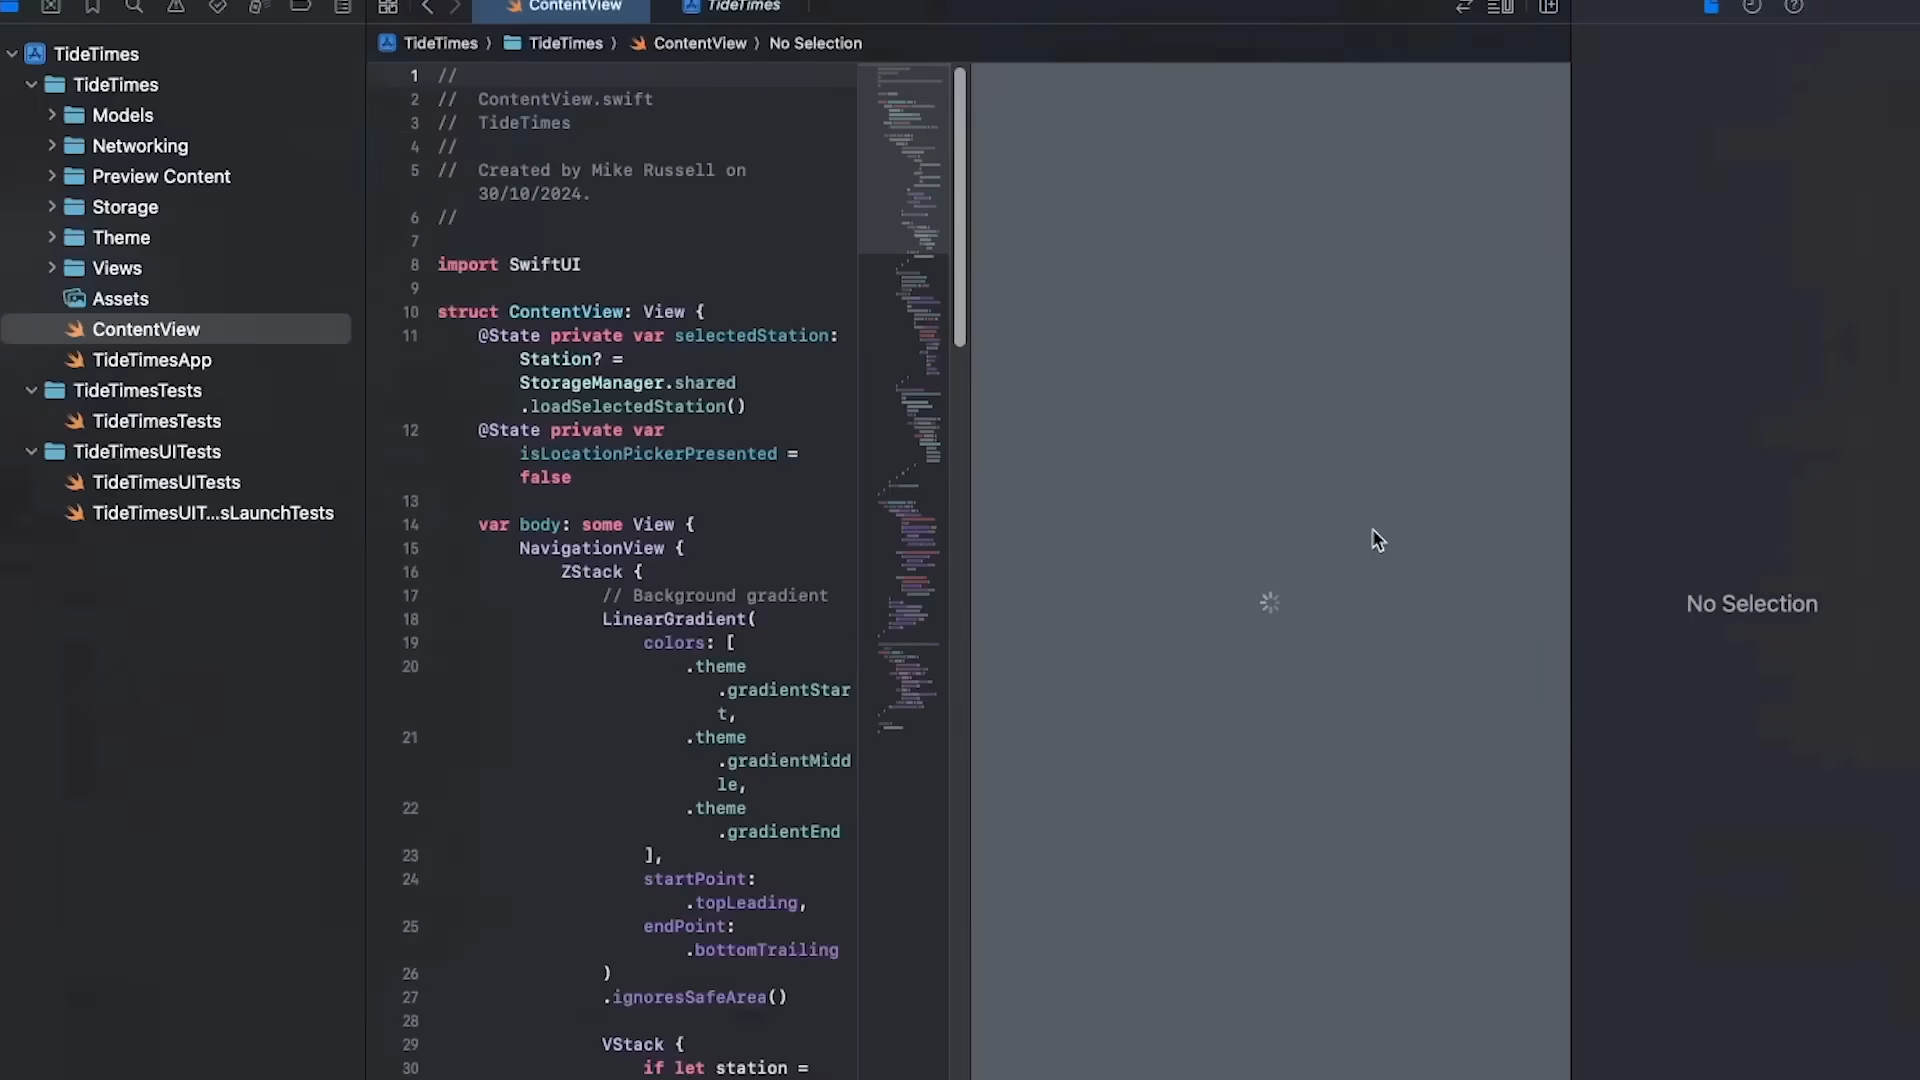 ContentView
TideTimes
TideTimes
TideTimes
Models
Networking
Preview Content
Storage
Theme
Views
Assets
ContentView
TideTimesApp
TideTimesTests
TideTimesTests
TideTimesUITests
TideTimesUITests
TideTimesUIT...sLaunchTests
TideTimes ⟩ TideTimes ⟩ ContentView ⟩ No Selection
1 //
2 //  ContentView.swift
3 //  TideTimes
4 //
5 //  Created by Mike Russell on
30/10/2024.
6 //
7
8 import SwiftUI
9
10 struct ContentView: View {
11 @State private var selectedStation:
Station? =
StorageManager.shared
.loadSelectedStation()
12 @State private var
isLocationPickerPresented =
false
13
14 var body: some View {
15 NavigationView {
16 ZStack {
17 // Background gradient
18 LinearGradient(
19 colors: [
20 .theme
.gradientStar
t,
21 .theme
.gradientMidd
le,
22 .theme
.gradientEnd
23 ],
24 startPoint:
.topLeading,
25 endPoint:
.bottomTrailing
26 )
27 .ignoresSafeArea()
28
29 VStack {
30 if let station =
No Selection